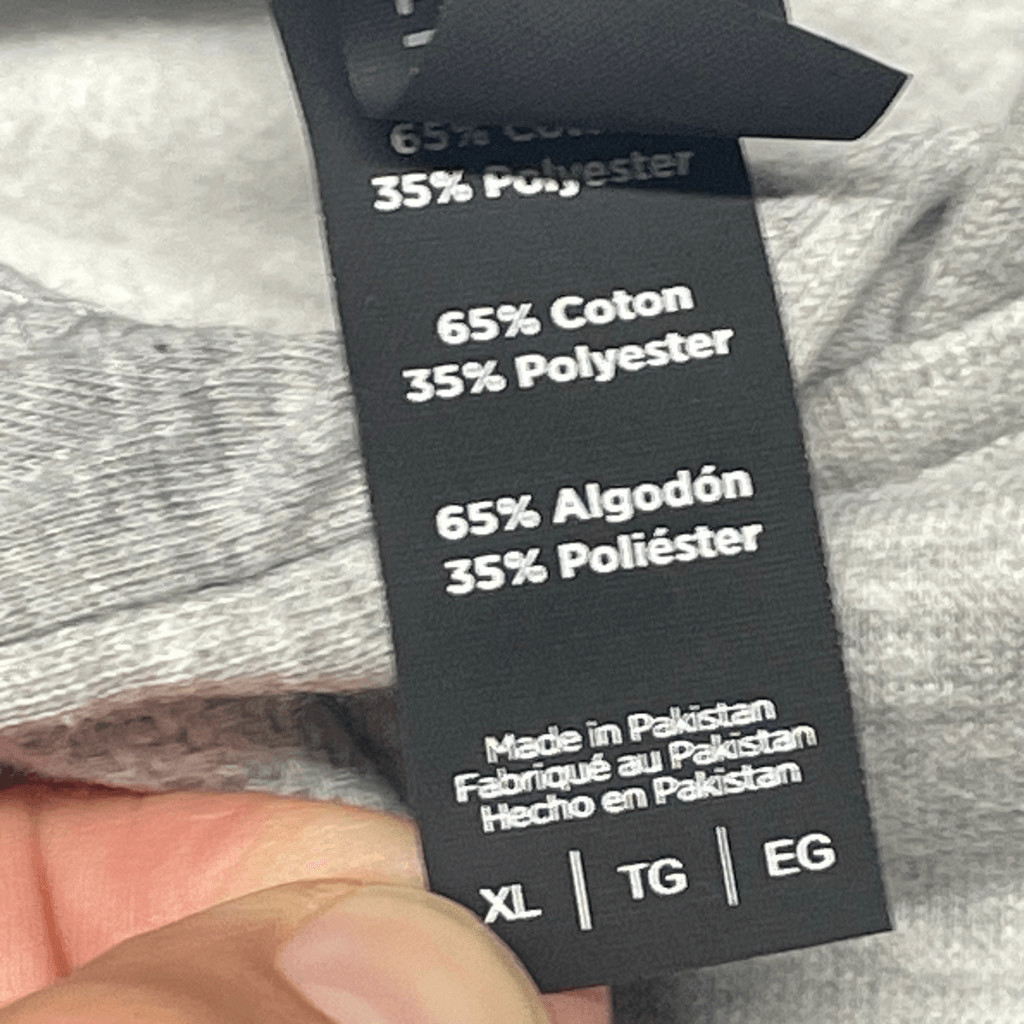 65%
35% Polyester
65% Coton
35% Polyester
65% Algodón
35% Poliéster
Made in Pakistan
Fabriqué au Pakistan
Hecho en Pakistan
XL | TG | EG